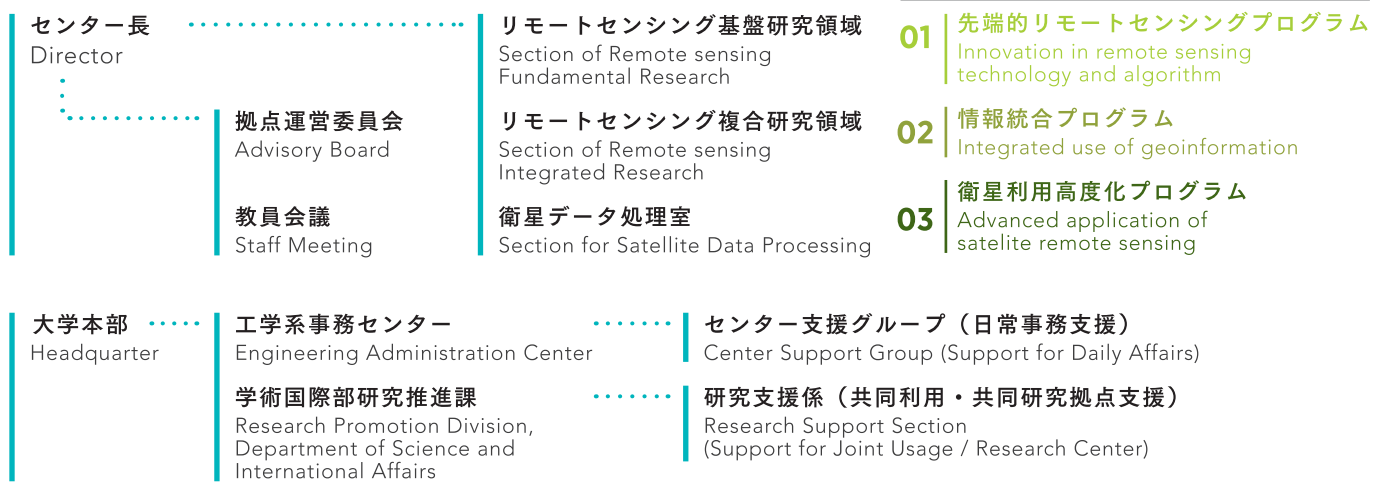 センター長
Director
拠点運営委員会
Advisory Board
教員会議
Staff Meeting
リモートセンシング基盤研究領域
Section of Remote sensing
Fundamental Research
リモートセンシング複合研究領域
Section of Remote sensing
Integrated Research
衛星データ処理室
Section for Satellite Data Processing
01
先端的リモートセンシングプログラム
Innovation in remote sensing
technology and algorithm
02
情報統合プログラム
Integrated use of geoinformation
03
衛星利用高度化プログラム
Advanced application of
satelite remote sensing
大学本部
Headquarter
工学系事務センター
Engineering Administration Center
センター支援グループ（日常事務支援）
Center Support Group (Support for Daily Affairs)
学術国際部研究推進課
Research Promotion Division,
Department of Science and
International Affairs
研究支援係（共同利用・共同研究拠点支援）
Research Support Section
(Support for Joint Usage / Research Center)